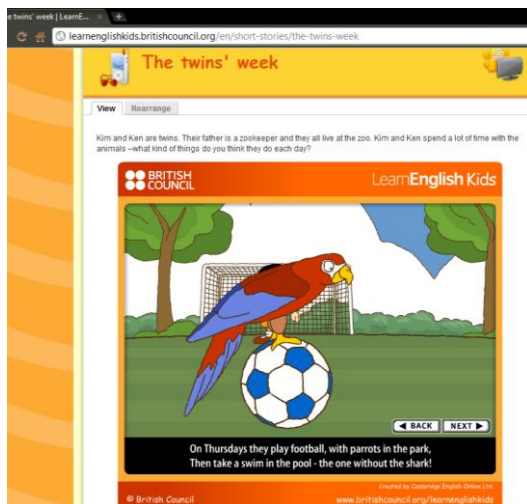 e twins' week | LearnE...
learnenglishkids.britishcouncil.org/en/short-stories/the-twins-week
The twins' week
View
Rearrange
Kim and Ken are twins. Their father is a zookeeper and they all live at the zoo. Kim and Ken spend a lot of time with the
animals –what kind of things do you think they do each day?
BRITISH
COUNCIL
LearnEnglish Kids
BACK
NEXT
On Thursdays they play football, with parrots in the park,
Then take a swim in the pool - the one without the shark!
Created by Cambridge English Online Ltd.
© British Council
www.britishcouncil.org/learnenglishkids